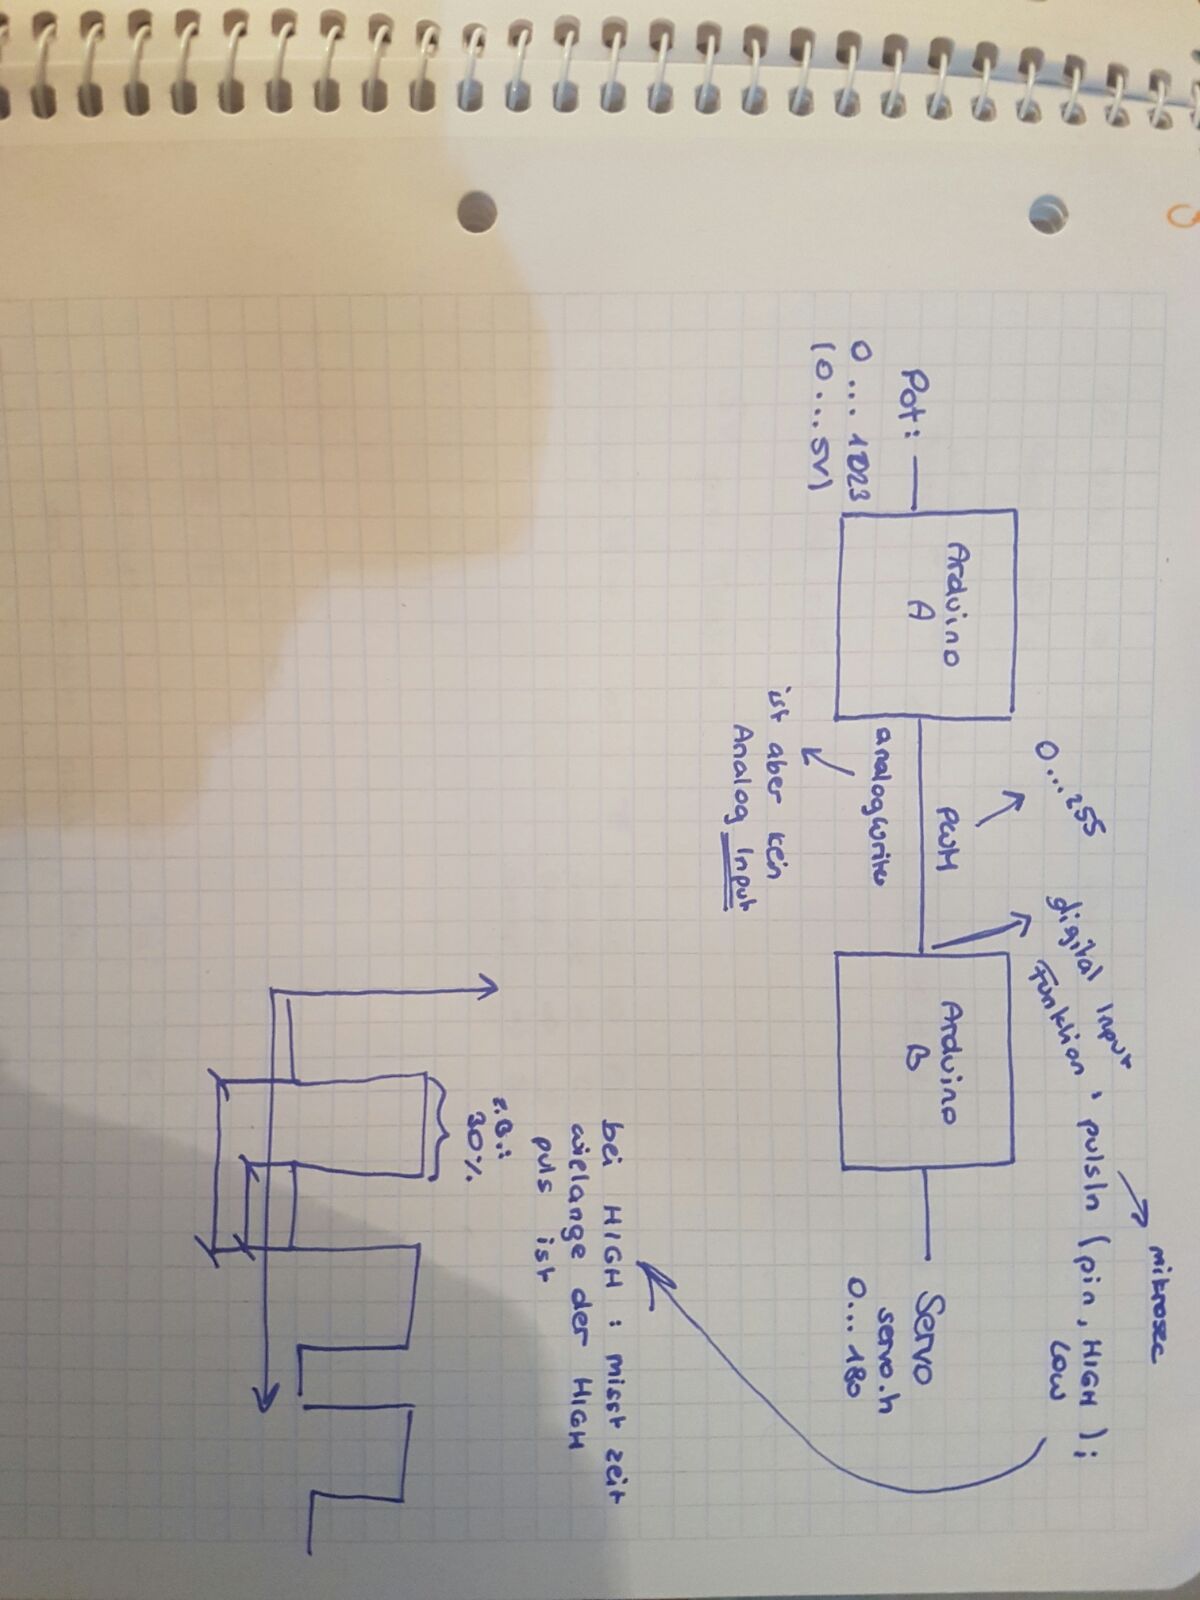 mikrosec
0...255
digital Input
Funktion: pulsIn (pin, HIGH );
LOW
Arduino
A
PWM
Arduino
B
Pot:
0 ... 1023
(0...5V)
analogwrite
Servo
servo.h
0... 180
ist aber kein
Analog Input
bei HIGH : misst zeit
wielange der HIGH
puls ist
z.B.:
30%